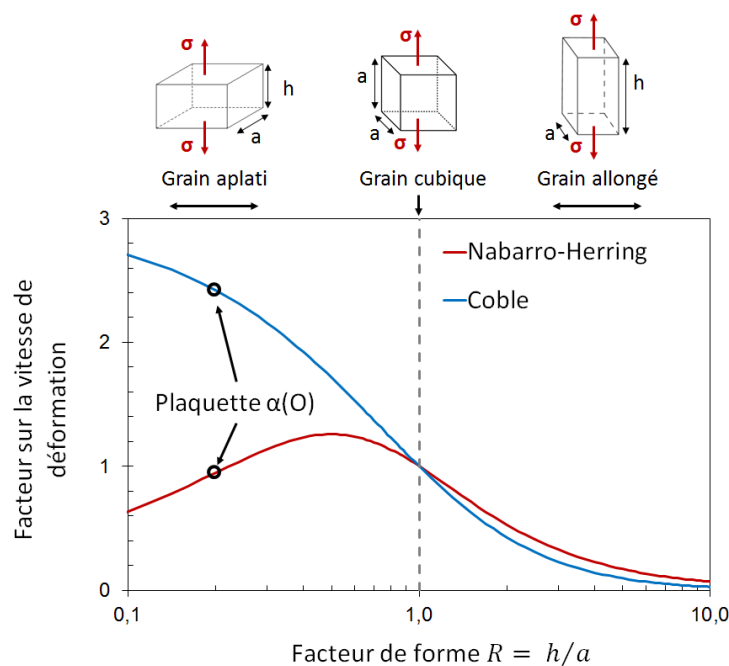 σ
σ
σ
h
a
a
h
a
σ
a
σ
σ
Grain aplati
Grain cubique
Grain allongé
3
2
1
0
Nabarro-Herring
Coble
Plaquette α(O)
Facteur sur la vitesse de
déformation
0,1
1,0
10,0
Facteur de forme R = h/a